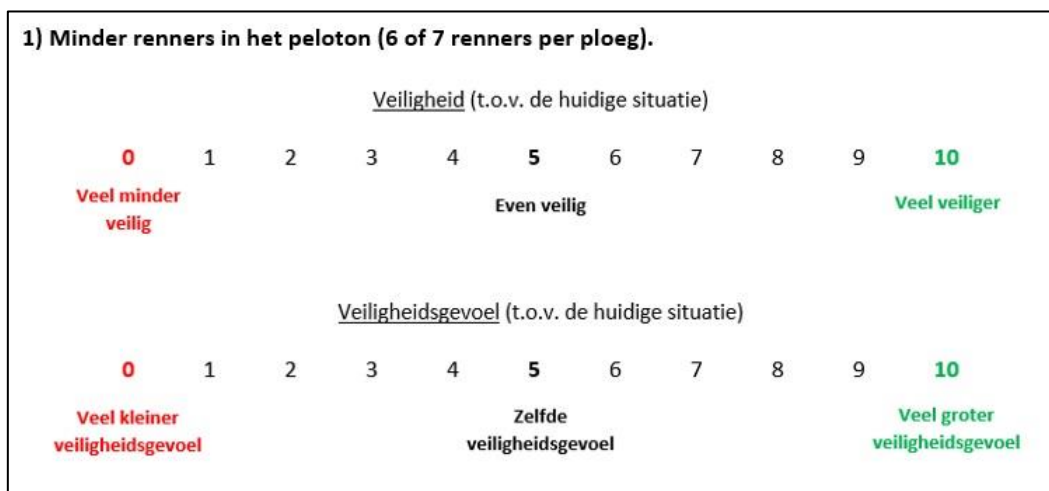 1) Minder renners in het peloton (6 of 7 renners per ploeg).
Veiligheid (t.o.v. de huidige situatie)
0 1 2 3 4 5 6 7 8 9 10
Veel minder veilig
Even veilig
Veel veiliger
Veiligheidsgevoel (t.o.v. de huidige situatie)
0 1 2 3 4 5 6 7 8 9 10
Veel kleiner
veiligheidsgevoel
Zelfde
veiligheidsgevoel
Veel groter
veiligheidsgevoel